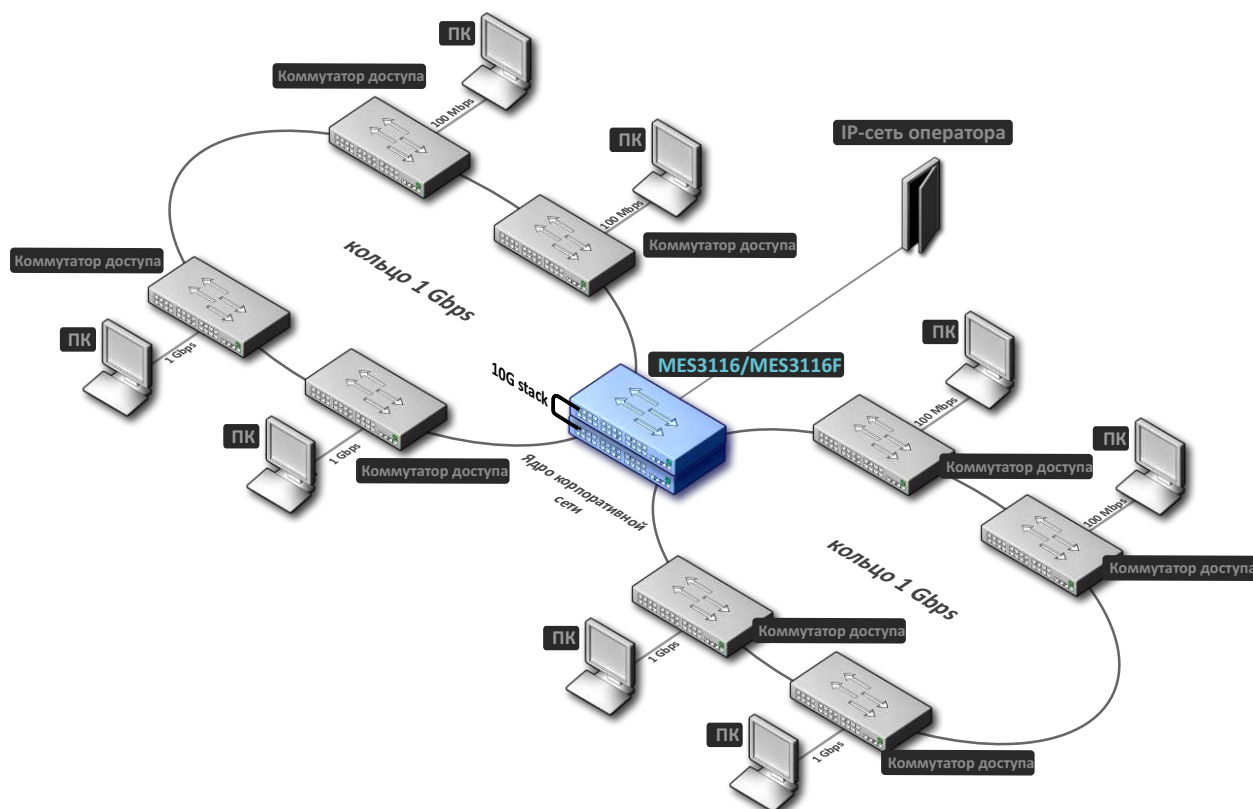 ПК
Коммутатор доступа
100 Mbps
ПК
IP-сеть оператора
100 Mbps
Коммутатор доступа
Коммутатор доступа
кольцо 1 Gbps
ПК
1 Gbps
10G stack
MES3116/MES3116F
ПК
100 Mbps
ПК
1 Gbps
Коммутатор доступа
Ядро корпоративной
сети
Коммутатор доступа
ПК
100 Mbps
кольцо 1 Gbps
Коммутатор доступа
ПК
1 Gbps
Коммутатор доступа
ПК
1 Gbps
Коммутатор доступа